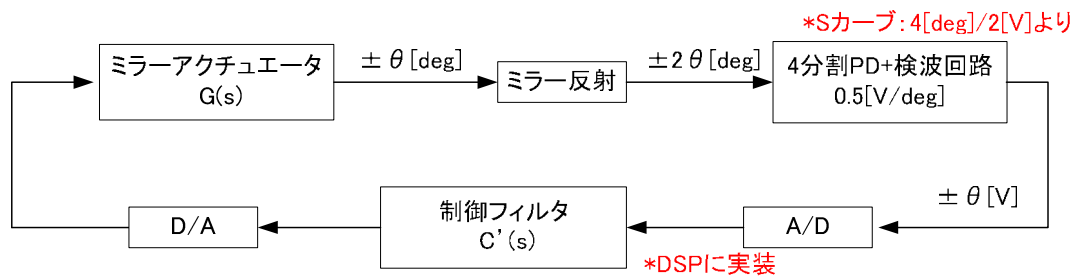 *Sカーブ:4[deg]/2[V]より
ミラーアクチュエータ
G(s)
±θ[deg]
ミラー反射
±2θ[deg]
4分割PD+検波回路
0.5[V/deg]
±θ[V]
D/A
制御フィルタ
C'(s)
A/D
*DSPに実装